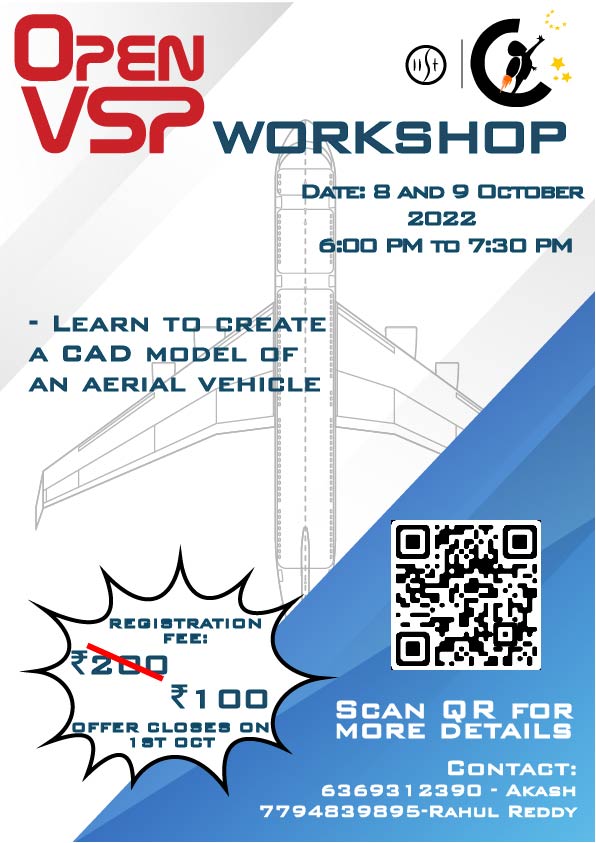 Open
VSP WORKSHOP
iist
Date: 8 and 9 October
2022
6:00 PM to 7:30 PM
- Learn to create
a CAD model of
an aerial vehicle
Registration
Fee:
₹200
₹100
Offer closes on
1st Oct
Scan QR for
more details
Contact:
6369312390 - Akash
7794839895-Rahul Reddy